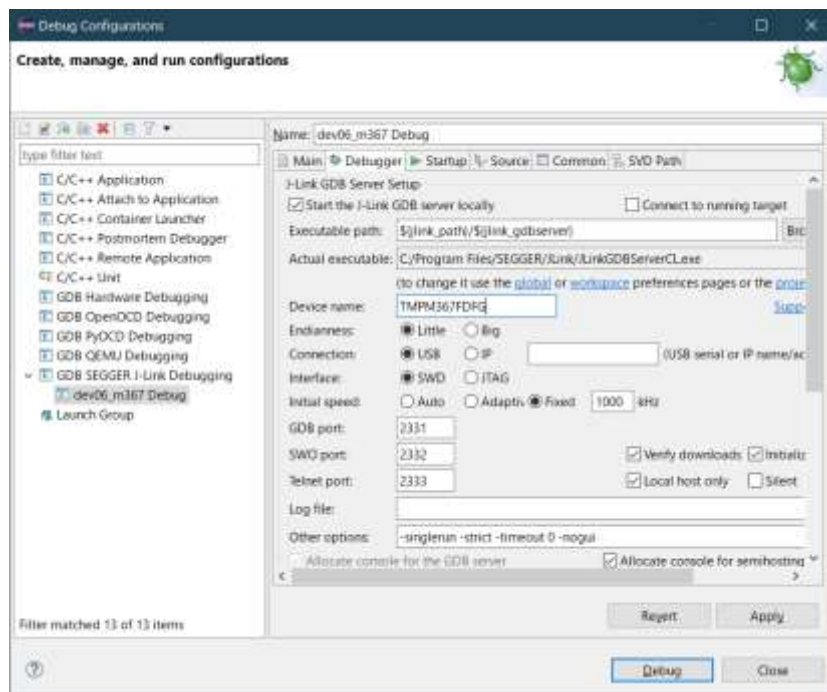 Debug Configurations
Create, manage, and run configurations
type filter text
C/C++ Application
C/C++ Attach to Application
C/C++ Container Launcher
C/C++ Postmortem Debugger
C/C++ Remote Application
C/C++ Unit
GDB Hardware Debugging
GDB OpenOCD Debugging
GDB PyOCD Debugging
GDB QEMU Debugging
GDB SEGGER J-Link Debugging
dev06_m367 Debug
Launch Group
Filter matched 13 of 13 items
Name: dev06_m367 Debug
Main Debugger Startup Source Common SVD Path
J-Link GDB Server Setup
Start the J-Link GDB server locally Connect to running target
Executable path: ${jlink_path}/${jlink_gdbserver} Bro
Actual executable: C:/Program Files/SEGGER/JLink/JLinkGDBServerCL.exe
(to change it use the global or workspace preferences pages or the proje
Device name: TMPM367FDFG Suppo
Endianness: Little Big
Connection: USB IP (USB serial or IP name/ac
Interface: SWD JTAG
Initial speed: Auto Adaptiv Fixed 1000 kHz
GDB port: 2331
SWO port: 2332 Verify downloads Initializ
Telnet port: 2333 Local host only Silent
Log file:
Other options: -singlerun -strict -timeout 0 -nogui
Allocate console for the GDB server Allocate console for semihosting
Revert Apply
Debug Close